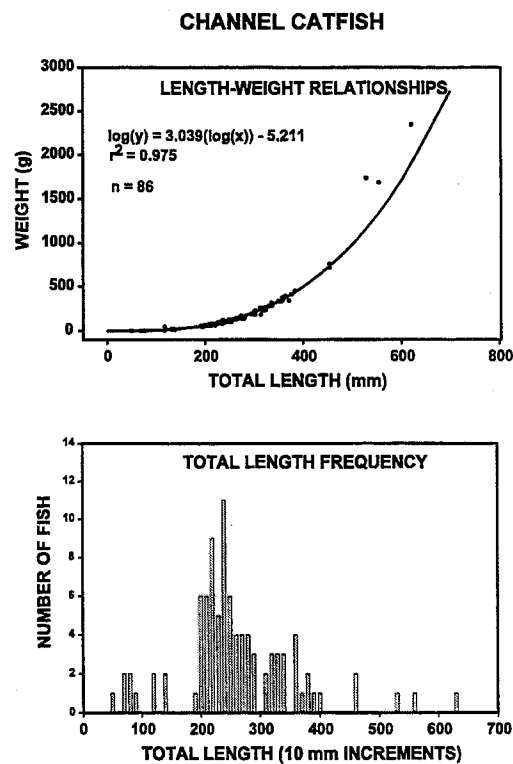 CHANNEL CATFISH
LENGTH-WEIGHT RELATIONSHIPS
log(y) = 3.039(log(x)) - 5.211
r2 = 0.975
n = 86
3000
2500
2000
1500
1000
500
0
WEIGHT (g)
0 200 400 600 800
TOTAL LENGTH (mm)
TOTAL LENGTH FREQUENCY
14
12
10
8
6
4
2
0
NUMBER OF FISH
0 100 200 300 400 500 600 700
TOTAL LENGTH (10 mm INCREMENTS)